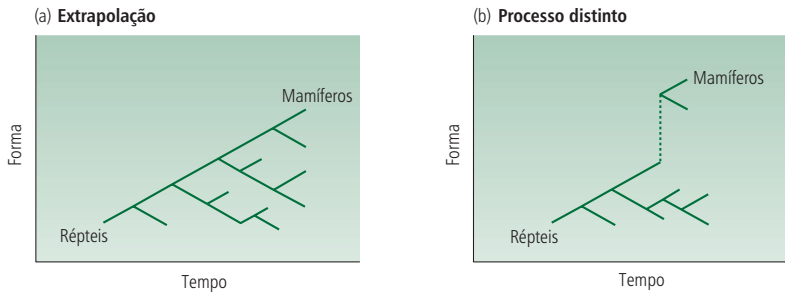 (a) Extrapolação
Forma
Mamíferos
Répteis
Tempo
(b) Processo distinto
Forma
Mamíferos
Répteis
Tempo